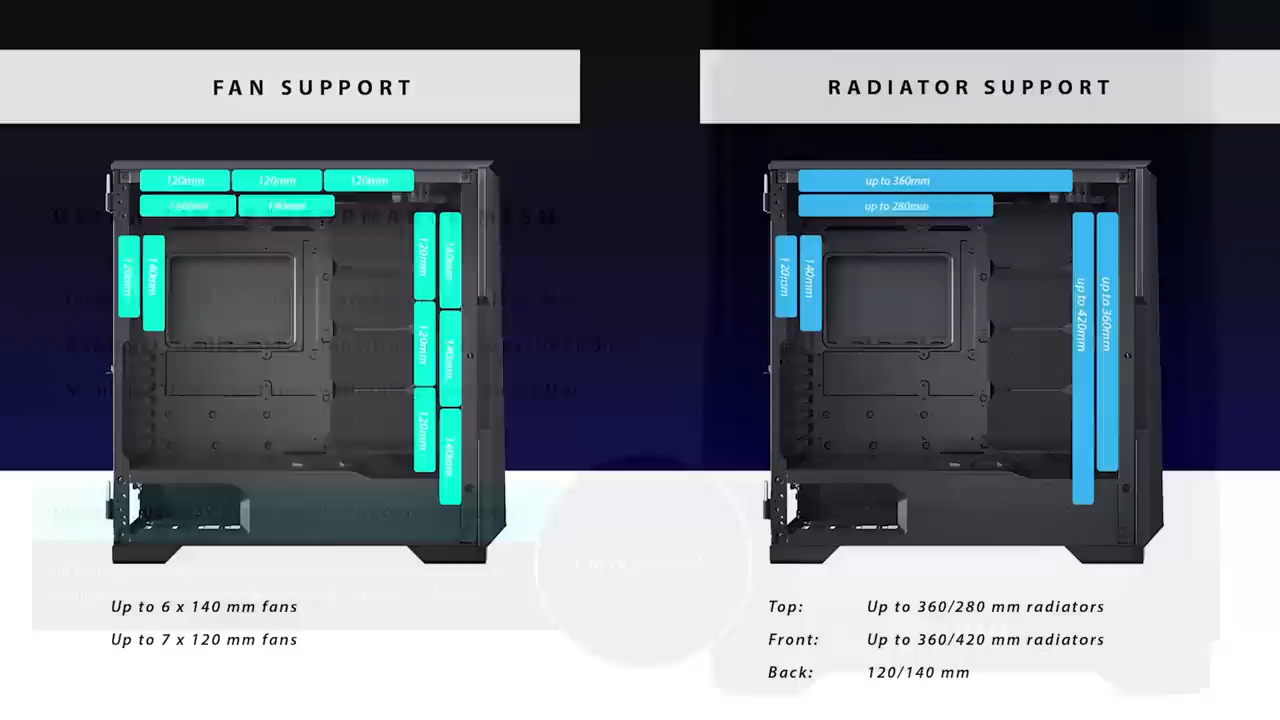 FAN SUPPORT
120mm 120mm 120mm
140mm 140mm
120mm
140mm
120mm
120mm
120mm
140mm
140mm
140mm
Up to 6 x 140 mm fans
Up to 7 x 120 mm fans
RADIATOR SUPPORT
up to 360mm
up to 280mm
120mm
140mm
up to 420mm
up to 360mm
Top: Up to 360/280 mm radiators
Front: Up to 360/420 mm radiators
Back: 120/140 mm